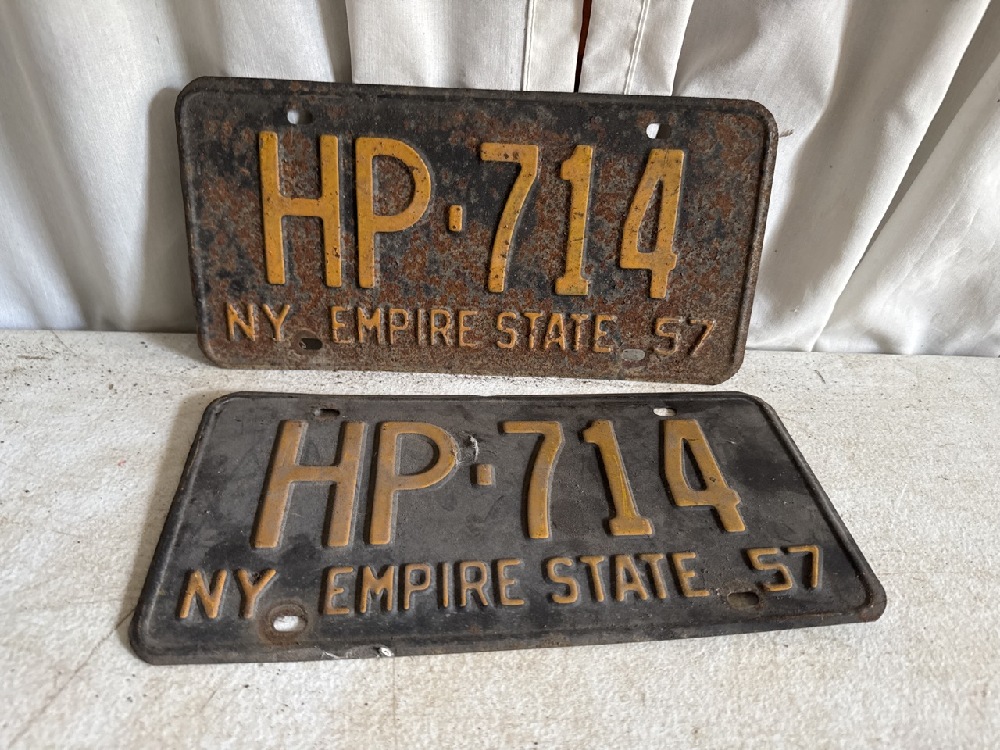 HP·714
NY EMPIRE STATE 57
HP·714
NY EMPIRE STATE 57